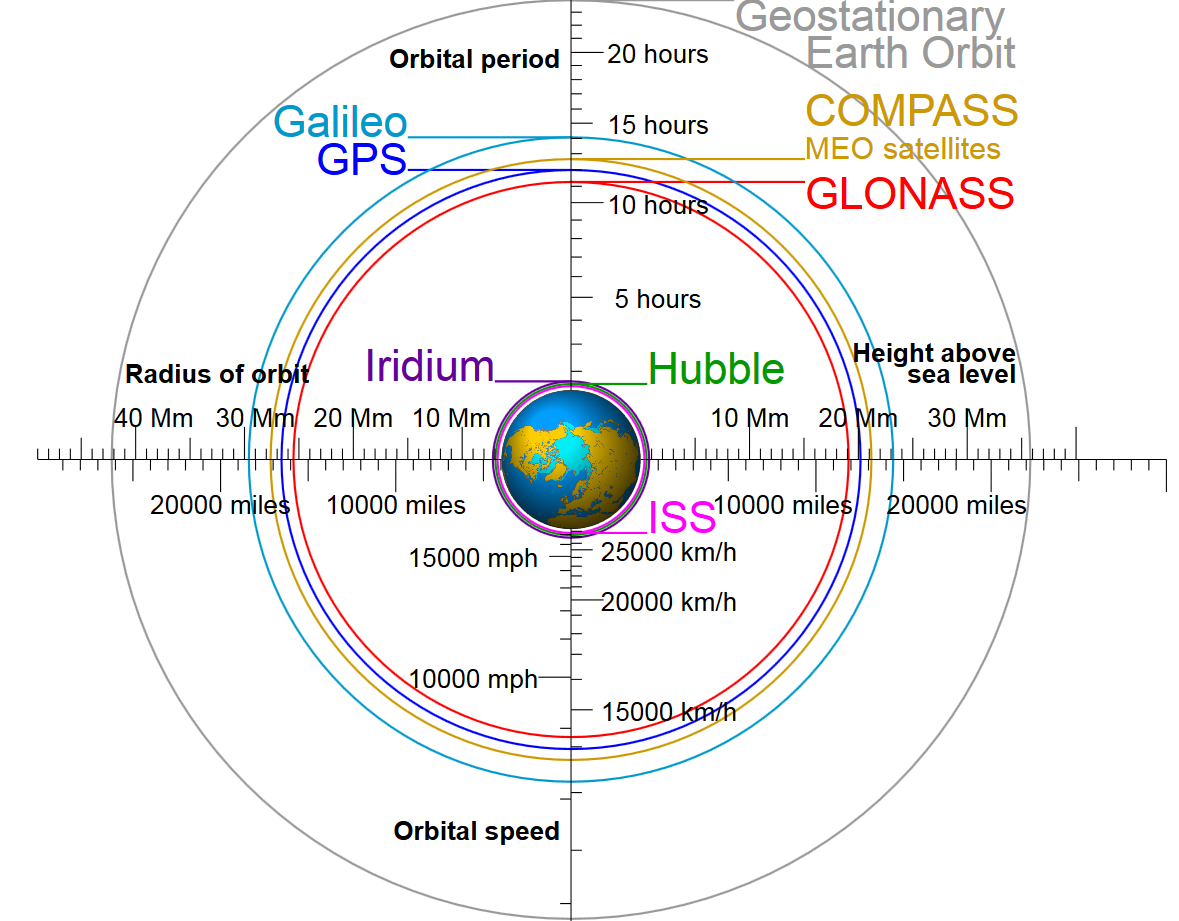 Geostationary
Earth Orbit
Orbital period
20 hours
COMPASS
Galileo
15 hours
MEO satellites
GPS
GLONASS
10 hours
5 hours
Height above
sea level
Radius of orbit
Iridium
Hubble
40 Mm
30 Mm
20 Mm
10 Mm
10 Mm
20 Mm
30 Mm
20000 miles
10000 miles
10000 miles
20000 miles
ISS
15000 mph
25000 km/h
20000 km/h
10000 mph
15000 km/h
Orbital speed